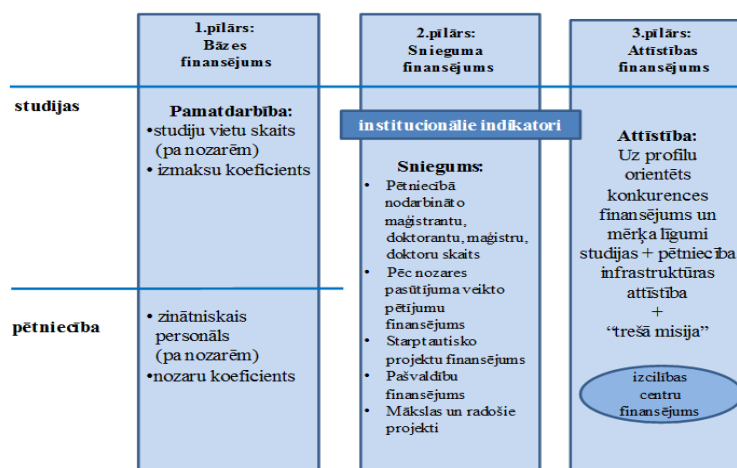 1.pīlārs:
Bāzes
finansējums
2.pīlārs:
Snieguma
finansējums
3.pīlārs:
Attīstības
finansējums
studijas
Pamatdarbība:
•studiju vietu skaits
(pa nozarēm)
• izmaksu koeficients
institucionālie indikatori
Sniegums:
• Pētniecībā
nodarbināto
maģistrantu,
doktorantu, maģistru,
doktoru skaits
• Pēc nozares
pasūtījuma veikto
pētījumu
finansējums
• Starptautisko
projektu finansējums
• Pašvaldību
finansējums
• Mākslas un radošie
projekti
Attīstība:
Uz profilu
orientēts
konkurences
finansējums un
mērķa līgumi
studijas + pētniecība
infrastruktūras
attīstība
+
“trešā misija”
izcilības
centru
finansējums
pētniecība
• zinātniskais
personāls
(pa nozarēm)
•nozaru koeficients